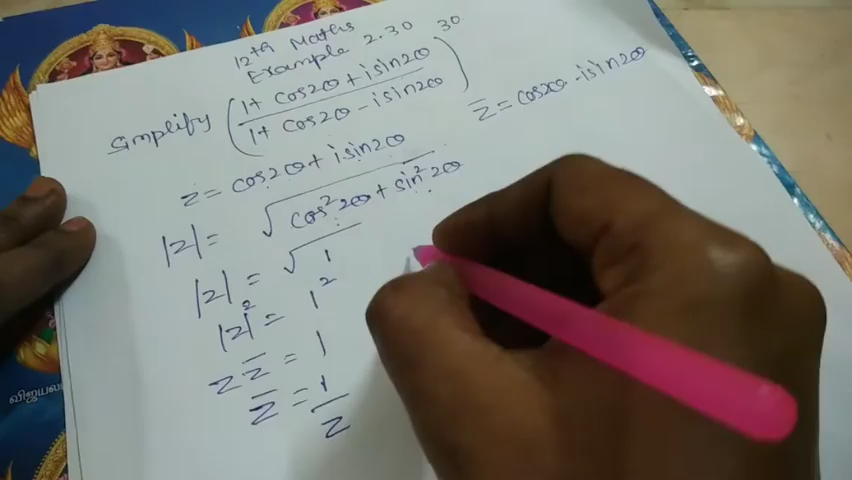 12th Maths
Example 2.30
Simplify (1+ cos2θ + isin2θ / 1+ cos2θ - isin2θ)^30
z = cos2θ + isin2θ
z̄ = cos2θ - isin2θ
|z| = √cos²2θ + sin²2θ
|z| = √1
|z|² = 1²
zz̄ = 1
z̄ = 1/z
விஜயல